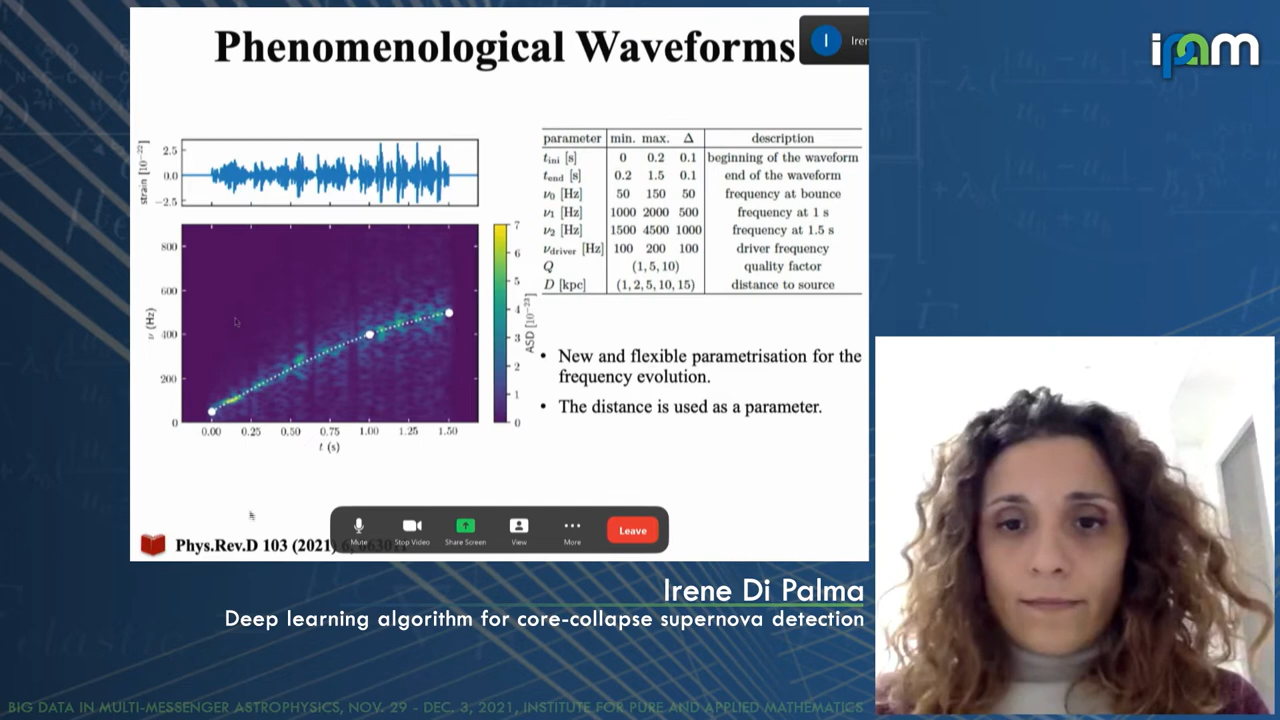 Phenomenological Waveforms
I
Iren
ipam
strain [10⁻²²]
2.5
0.0
−2.5
ν (Hz)
800
600
400
200
0
0.00 0.25 0.50 0.75 1.00 1.25 1.50
t (s)
7
6
5
4
3
2
1
0
ASD [10⁻²³]
parameter min. max. Δ description
t_ini [s] 0 0.2 0.1 beginning of the waveform
t_end [s] 0.2 1.5 0.1 end of the waveform
ν₀ [Hz] 50 150 50 frequency at bounce
ν₁ [Hz] 1000 2000 500 frequency at 1 s
ν₂ [Hz] 1500 4500 1000 frequency at 1.5 s
ν_driver [Hz] 100 200 100 driver frequency
Q (1, 5, 10) quality factor
D [kpc] (1, 2, 5, 10, 15) distance to source
• New and flexible parametrisation for the
frequency evolution.
• The distance is used as a parameter.
Mute Stop Video Share Screen View More Leave
Phys.Rev.D 103 (2021)
Irene Di Palma
Deep learning algorithm for core-collapse supernova detection
BIG DATA IN MULTI-MESSENGER ASTROPHYSICS, NOV. 29 - DEC. 3, 2021, INSTITUTE FOR PURE AND APPLIED MATHEMATICS